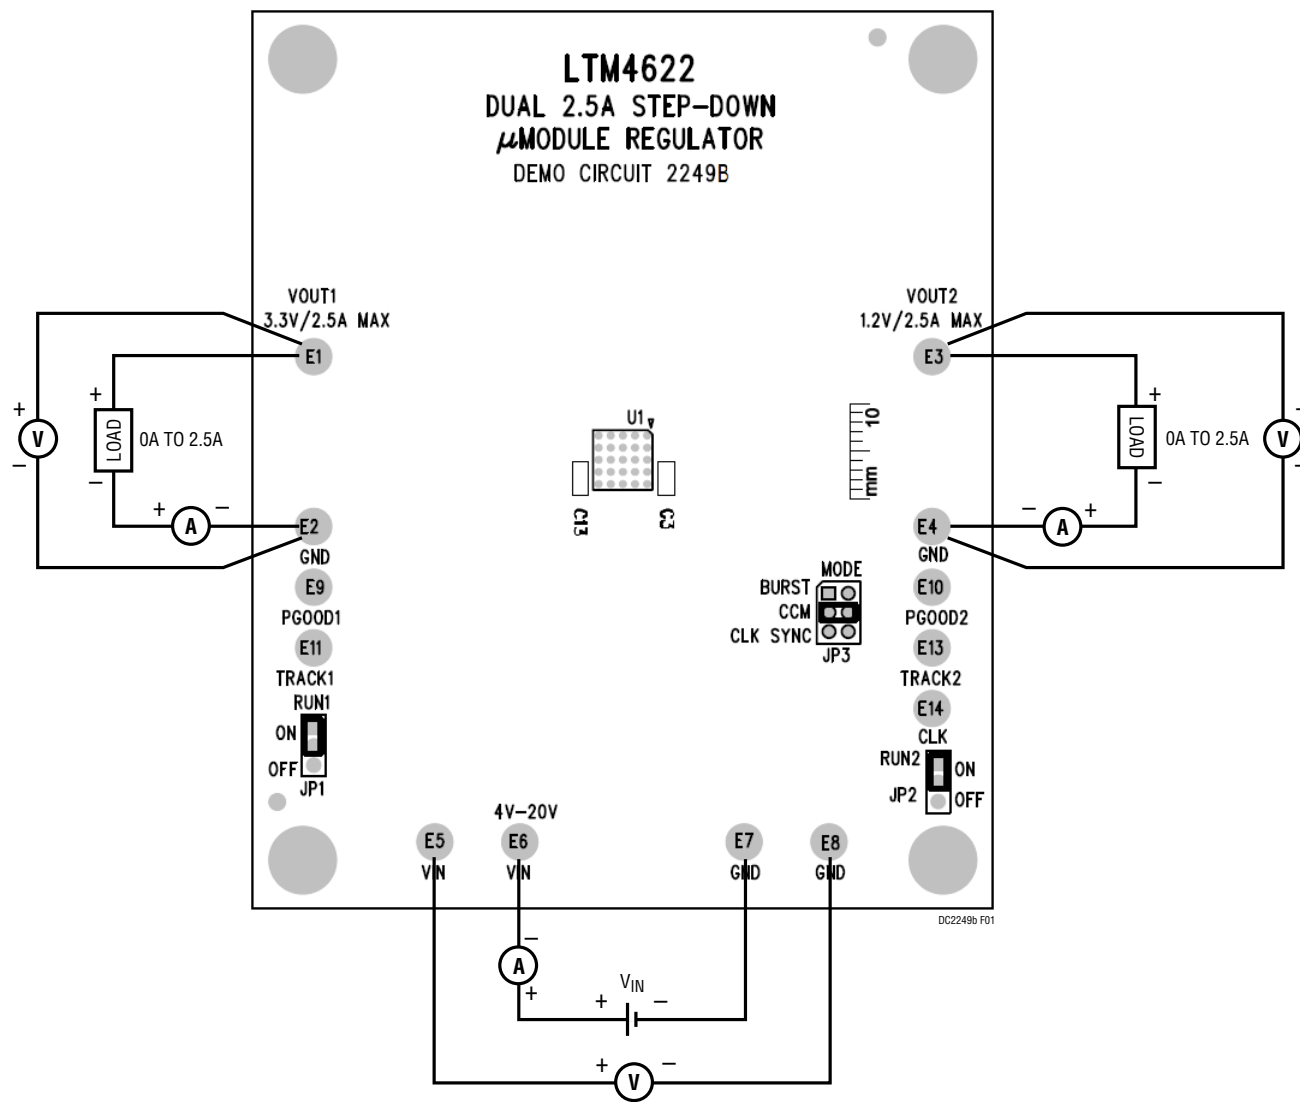 LTM4622
DUAL 2.5A STEP-DOWN
µMODULE REGULATOR
DEMO CIRCUIT 2249B
VOUT1
3.3V/2.5A MAX
VOUT2
1.2V/2.5A MAX
E1
E3
+
V
–
+
LOAD
–
0A TO 2.5A
+
A
–
E2
GND
E9
PGOOD1
E11
TRACK1
RUN1
ON
OFF
JP1
U1
C13
C3
10
mm
MODE
BURST
CCM
CLK SYNC
JP3
+
LOAD
–
0A TO 2.5A
+
V
–
–
A
+
E4
GND
E10
PGOOD2
E13
TRACK2
E14
CLK
RUN2
ON
JP2
OFF
4V–20V
E5
VIN
E6
VIN
E7
GND
E8
GND
DC2249b F01
–
A
+
VIN
+
–
+
V
–